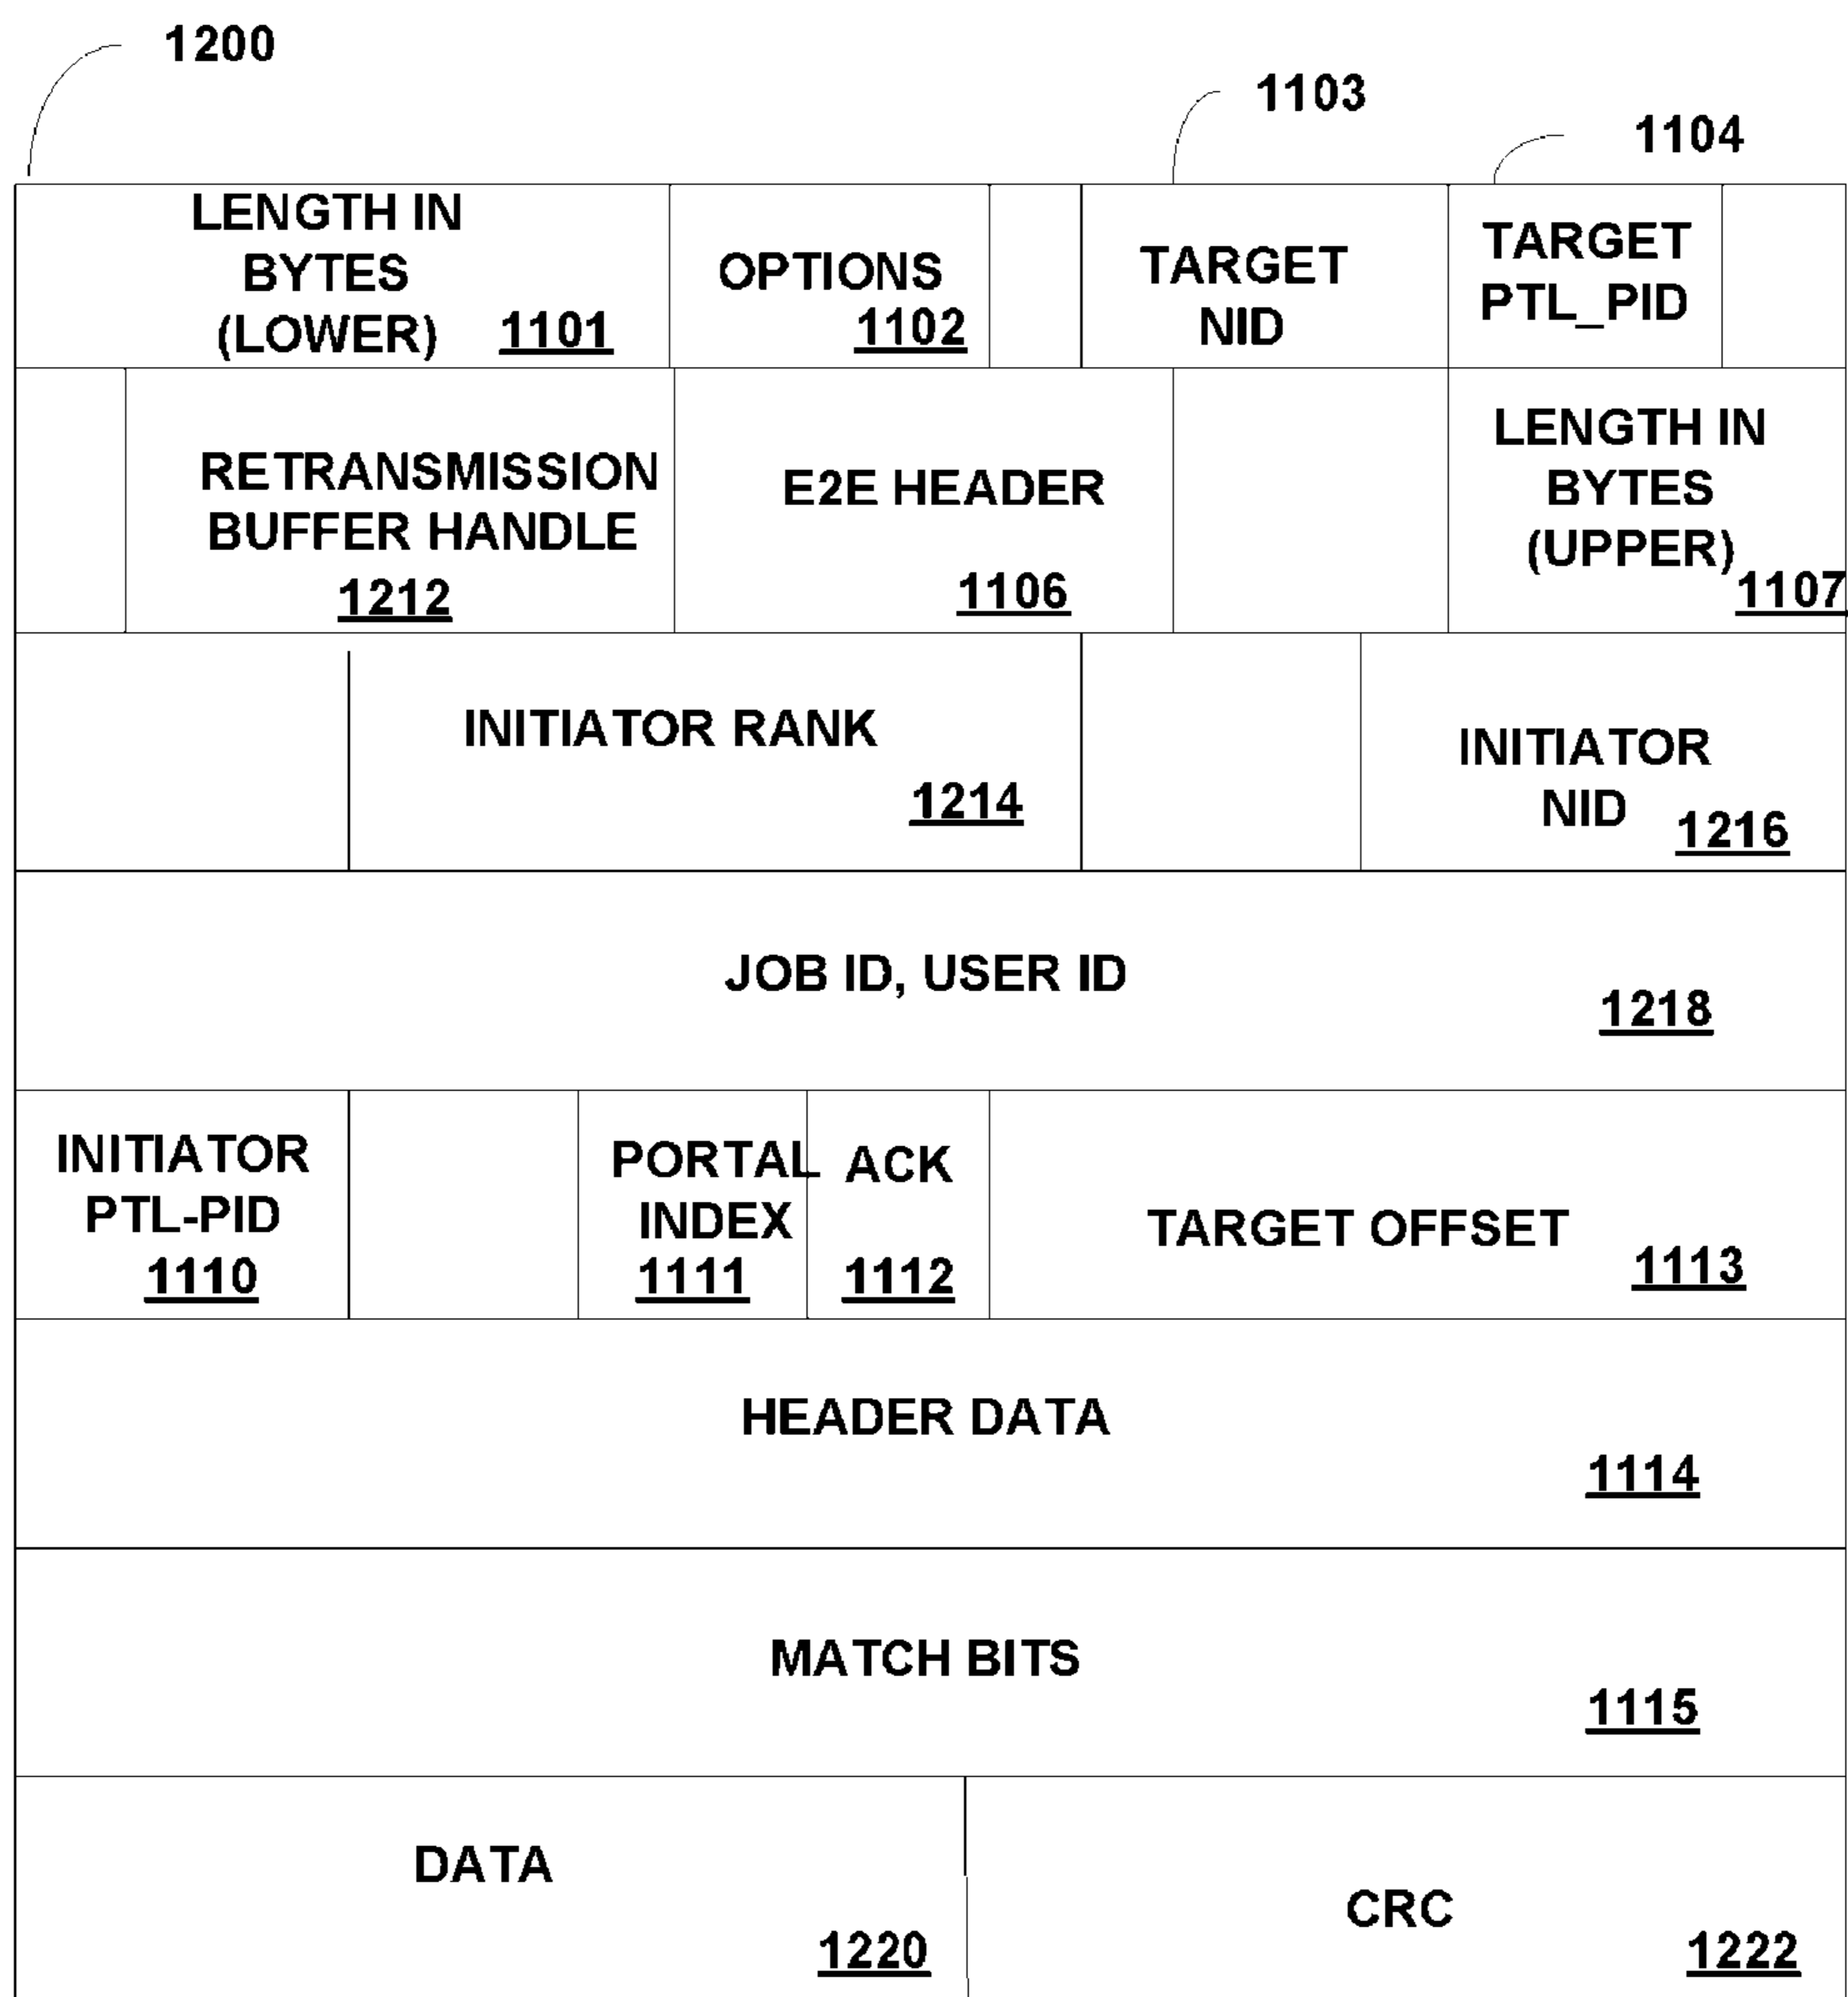 1200
1103
1104
LENGTH IN
BYTES
(LOWER) 1101
OPTIONS
1102
TARGET
NID
TARGET
PTL_PID
RETRANSMISSION
BUFFER HANDLE
1212
E2E HEADER
1106
LENGTH IN
BYTES
(UPPER)
1107
INITIATOR RANK
1214
INITIATOR
NID
1216
JOB ID, USER ID
1218
INITIATOR
PTL-PID
1110
PORTAL
INDEX
1111
ACK
1112
TARGET OFFSET
1113
HEADER DATA
1114
MATCH BITS
1115
DATA
1220
CRC
1222